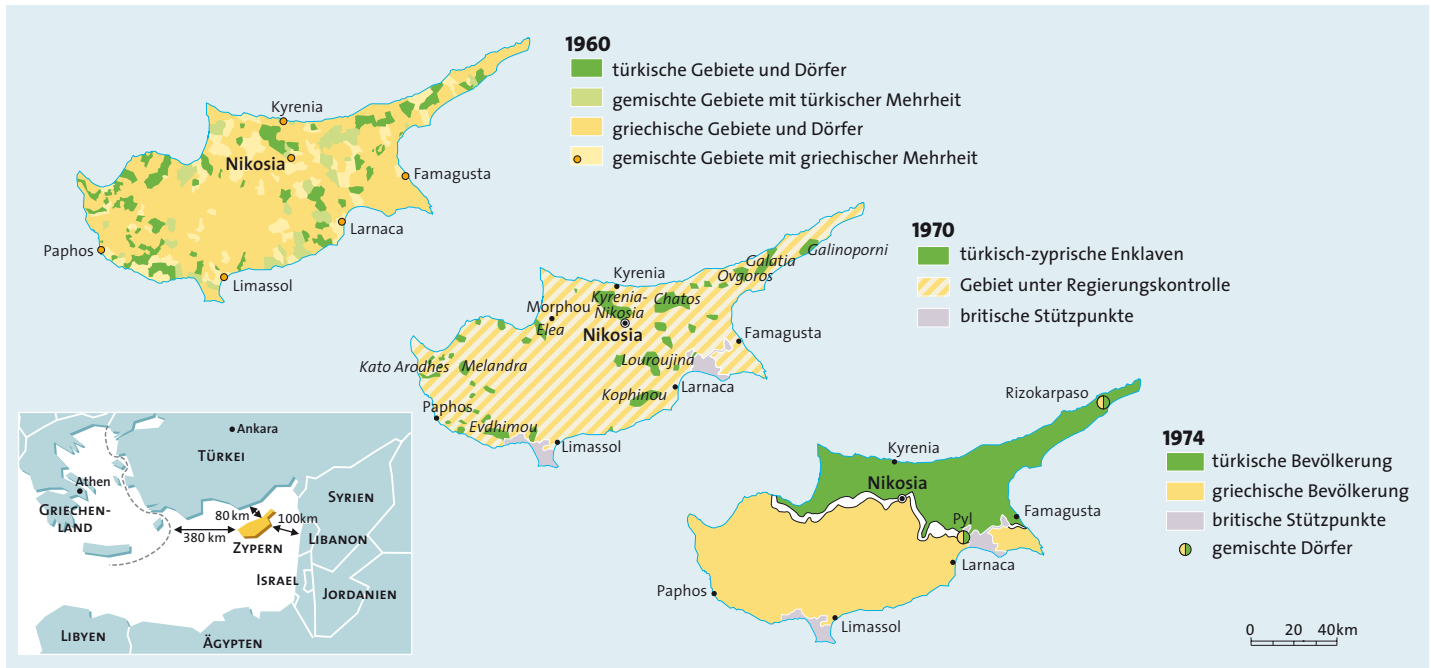 1960
türkische Gebiete und Dörfer
gemischte Gebiete mit türkischer Mehrheit
griechische Gebiete und Dörfer
gemischte Gebiete mit griechischer Mehrheit
Kyrenia
Nikosia
Famagusta
Larnaca
Paphos
Limassol
1970
türkisch-zyprische Enklaven
Gebiet unter Regierungskontrolle
britische Stützpunkte
Galinoporni
Galatia
Ovgoros
Kyrenia
Kyrenia-
Nikosia
Chatos
Morphou
Elea
Nikosia
Famagusta
Kato Arodhes
Melandra
Louroujina
Larnaca
Kophinou
Paphos
Evdhimou
Limassol
1974
türkische Bevölkerung
griechische Bevölkerung
britische Stützpunkte
gemischte Dörfer
Rizokarpaso
Kyrenia
Nikosia
Pyl
Famagusta
Larnaca
Paphos
Limassol
0 20 40km
Ankara
TÜRKEI
Athen
GRIECHEN-
LAND
SYRIEN
80 km
100km
380 km
ZYPERN
LIBANON
ISRAEL
JORDANIEN
LIBYEN
ÄGYPTEN